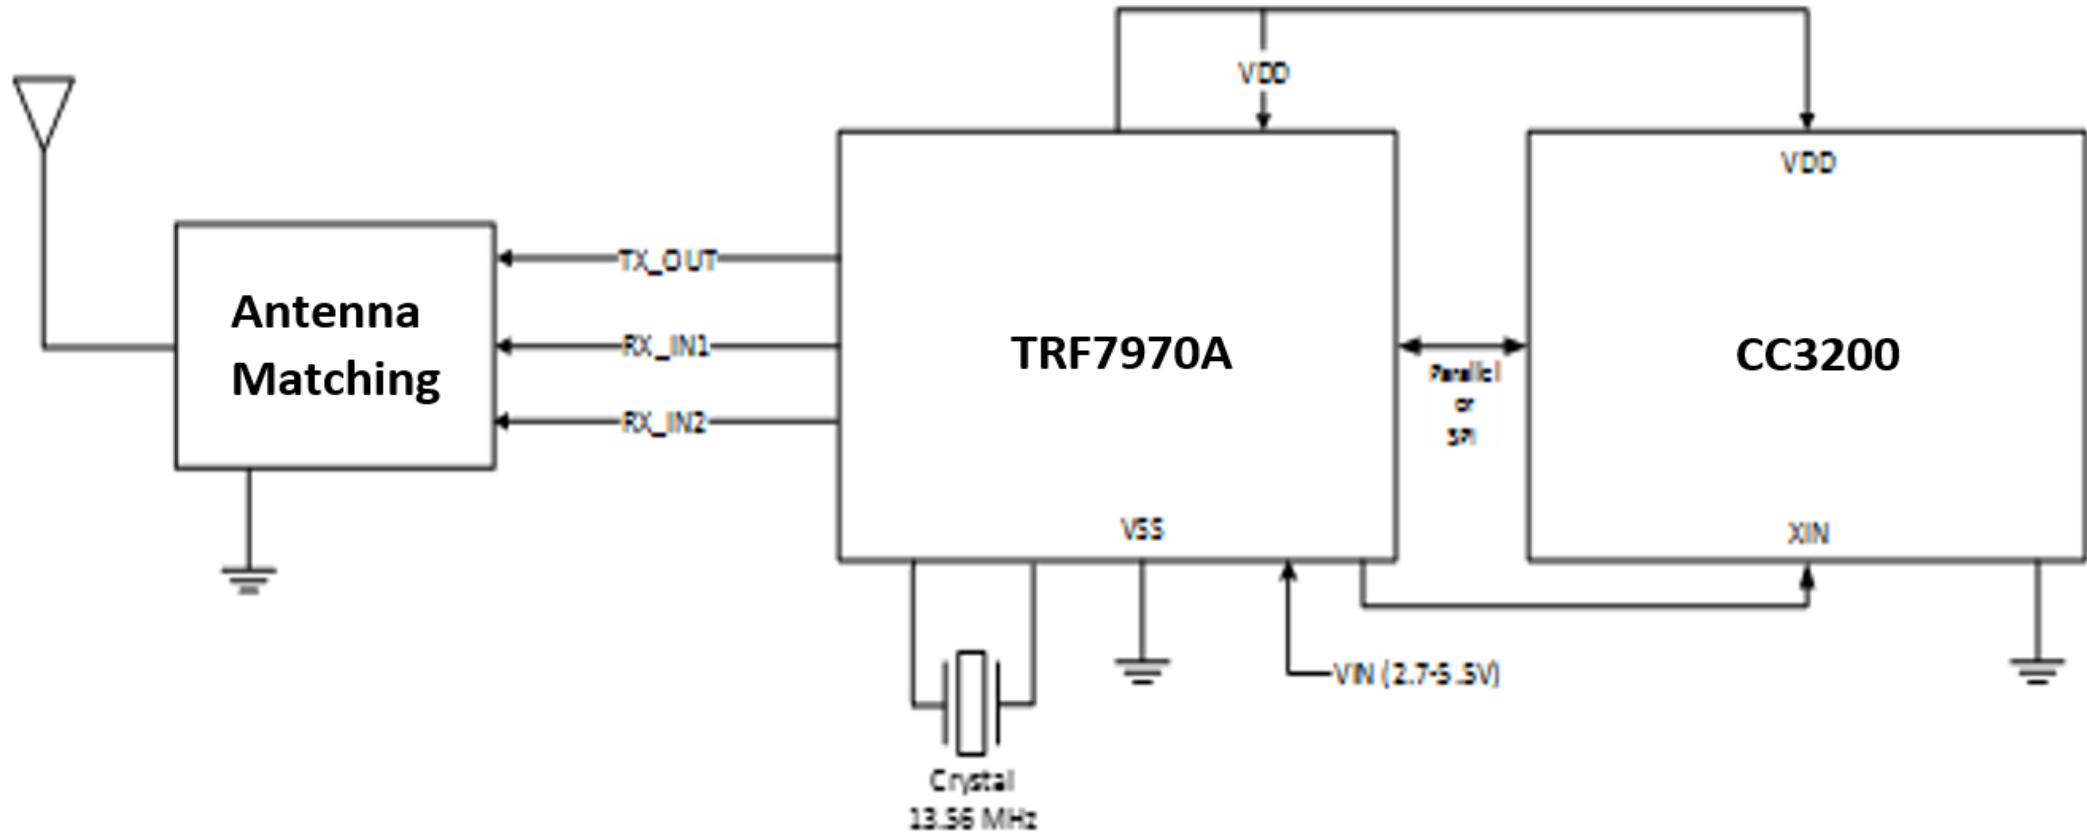 VDD
VDD
Antenna
Matching
TX_OUT
RX_IN1
RX_IN2
TRF7970A
Parallel
or
SPI
CC3200
VSS
XIN
VIN (2.7-5.5V)
Crystal
13.56 MHz